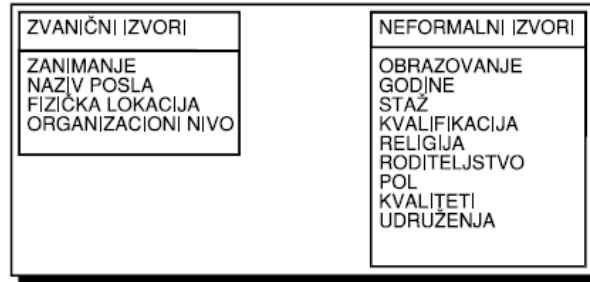 ZVANIČNI IZVORI
ZANIMANJE
NAZIV POSLA
FIZIČKA LOKACIJA
ORGANIZACIONI NIVO
NEFORMALNI IZVORI
OBRAZOVANJE
GODINE
STAŽ
KVALIFIKACIJA
RELIGIJA
RODITELJSTVO
POL
KVALITETI
UDRUŽENJA